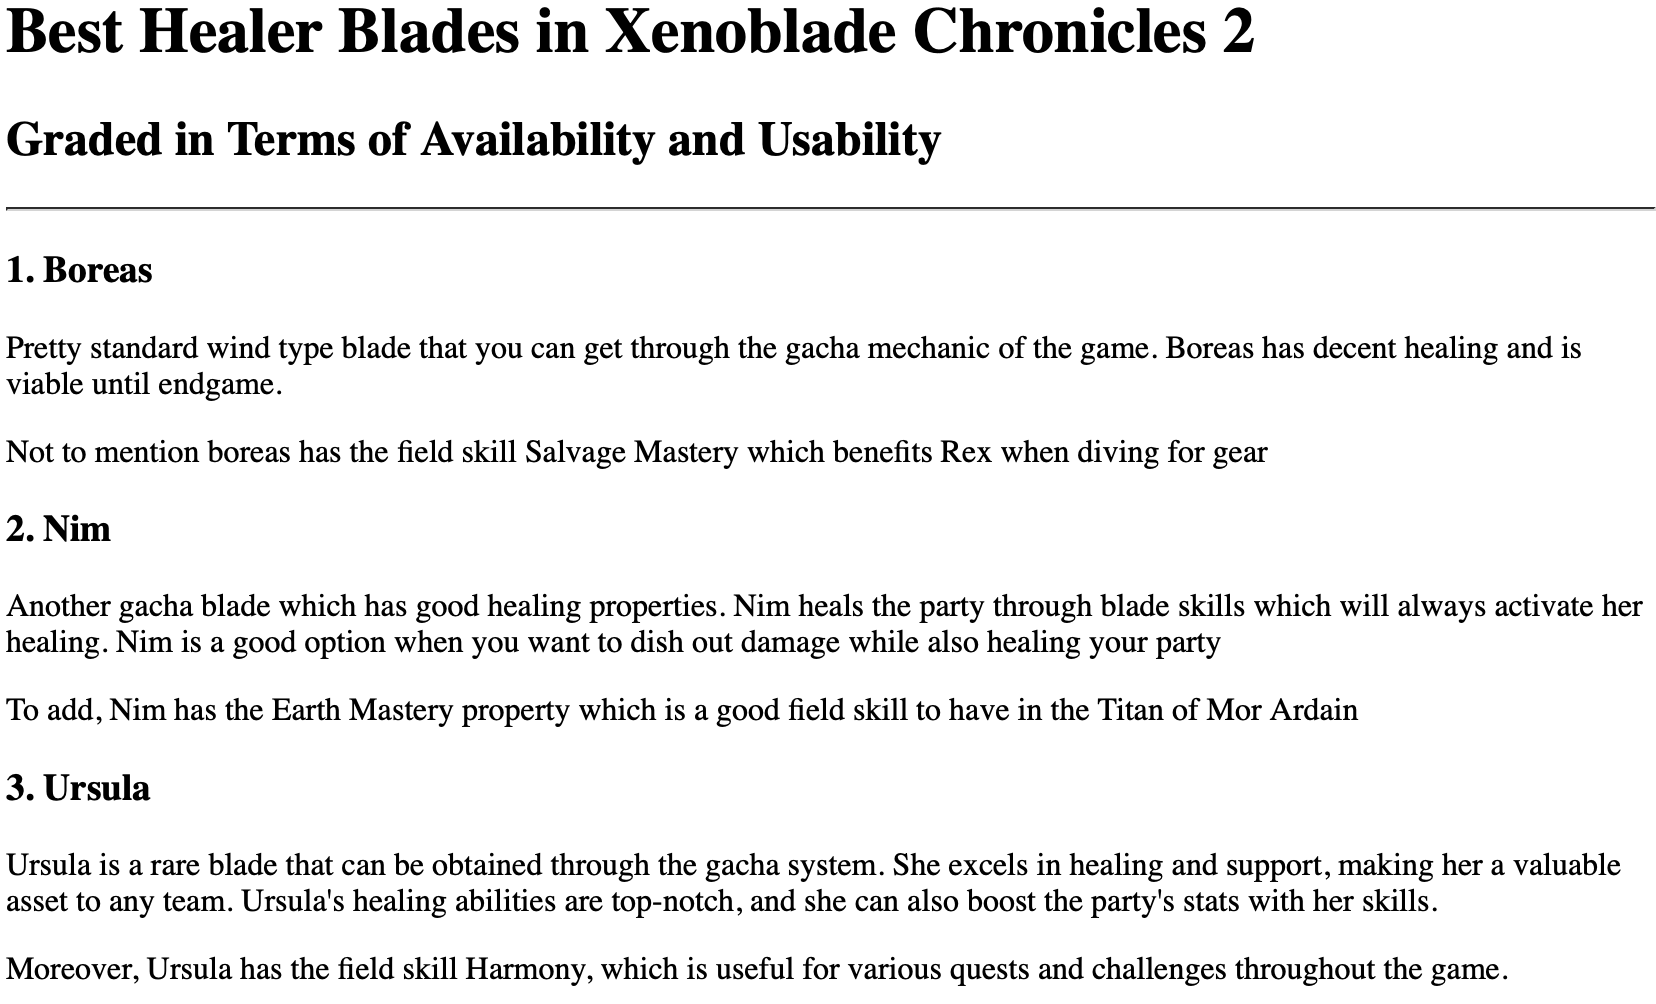 Best Healer Blades in Xenoblade Chronicles 2
Graded in Terms of Availability and Usability
1. Boreas
Pretty standard wind type blade that you can get through the gacha mechanic of the game. Boreas has decent healing and is
viable until endgame.
Not to mention boreas has the field skill Salvage Mastery which benefits Rex when diving for gear
2. Nim
Another gacha blade which has good healing properties. Nim heals the party through blade skills which will always activate her
healing. Nim is a good option when you want to dish out damage while also healing your party
To add, Nim has the Earth Mastery property which is a good field skill to have in the Titan of Mor Ardain
3. Ursula
Ursula is a rare blade that can be obtained through the gacha system. She excels in healing and support, making her a valuable
asset to any team. Ursula's healing abilities are top-notch, and she can also boost the party's stats with her skills.
Moreover, Ursula has the field skill Harmony, which is useful for various quests and challenges throughout the game.